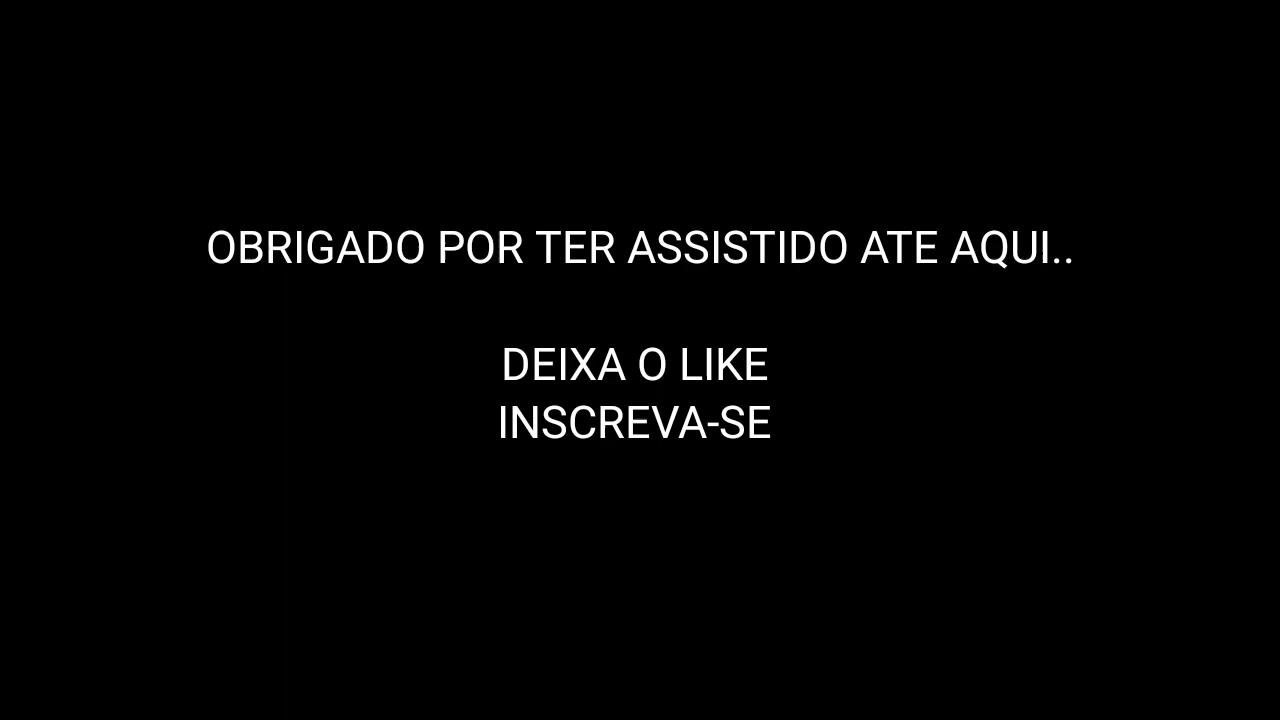 OBRIGADO POR TER ASSISTIDO ATE AQUI..
DEIXA O LIKE
INSCREVA-SE